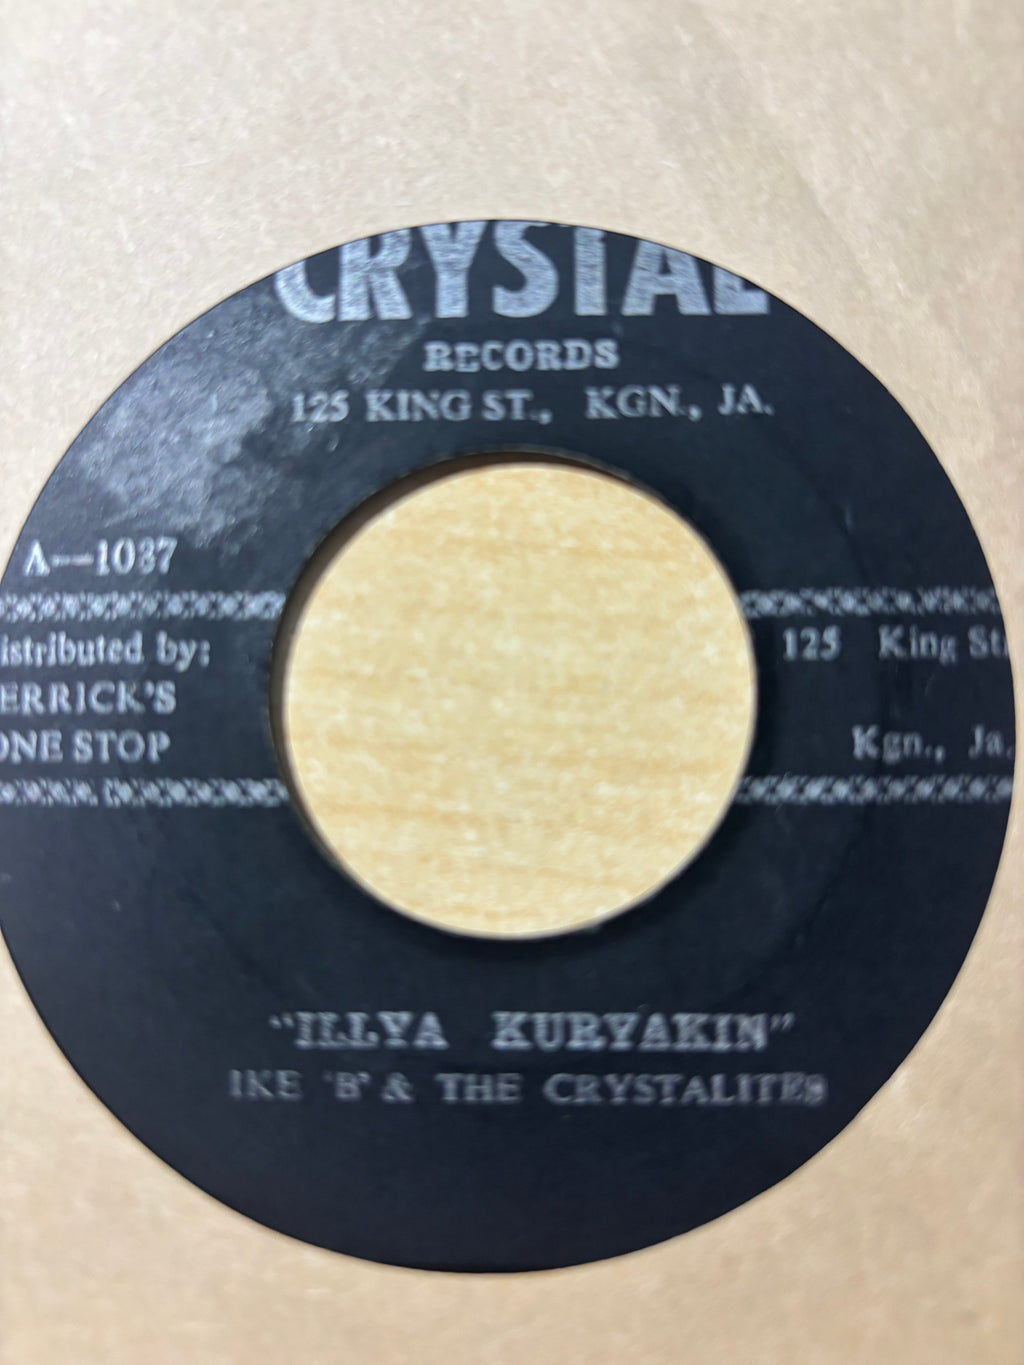 CRYSTAL
RECORDS
125 KING ST., KGN., JA.
A—1037
istributed by:
ERRICK'S
ONE STOP
125 King St
Kgn., Ja.
"ILLYA KURYAKIN"
IKE 'B' & THE CRYSTALITES